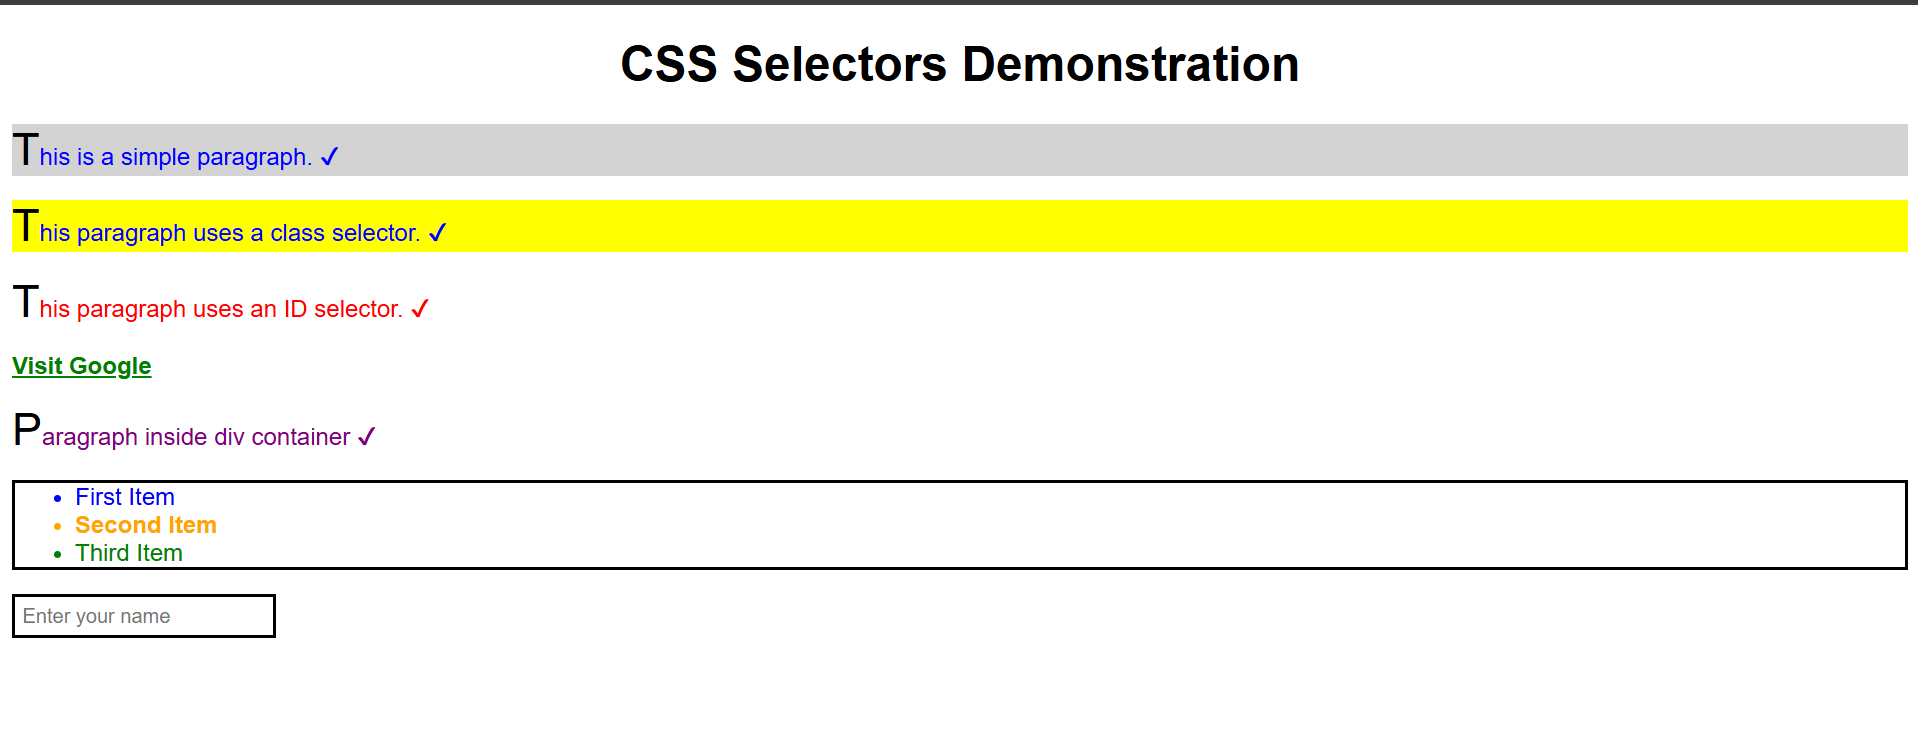 CSS Selectors Demonstration
This is a simple paragraph. ✓
This paragraph uses a class selector. ✓
This paragraph uses an ID selector. ✓
Visit Google
Paragraph inside div container ✓
• First Item
• Second Item
• Third Item
Enter your name